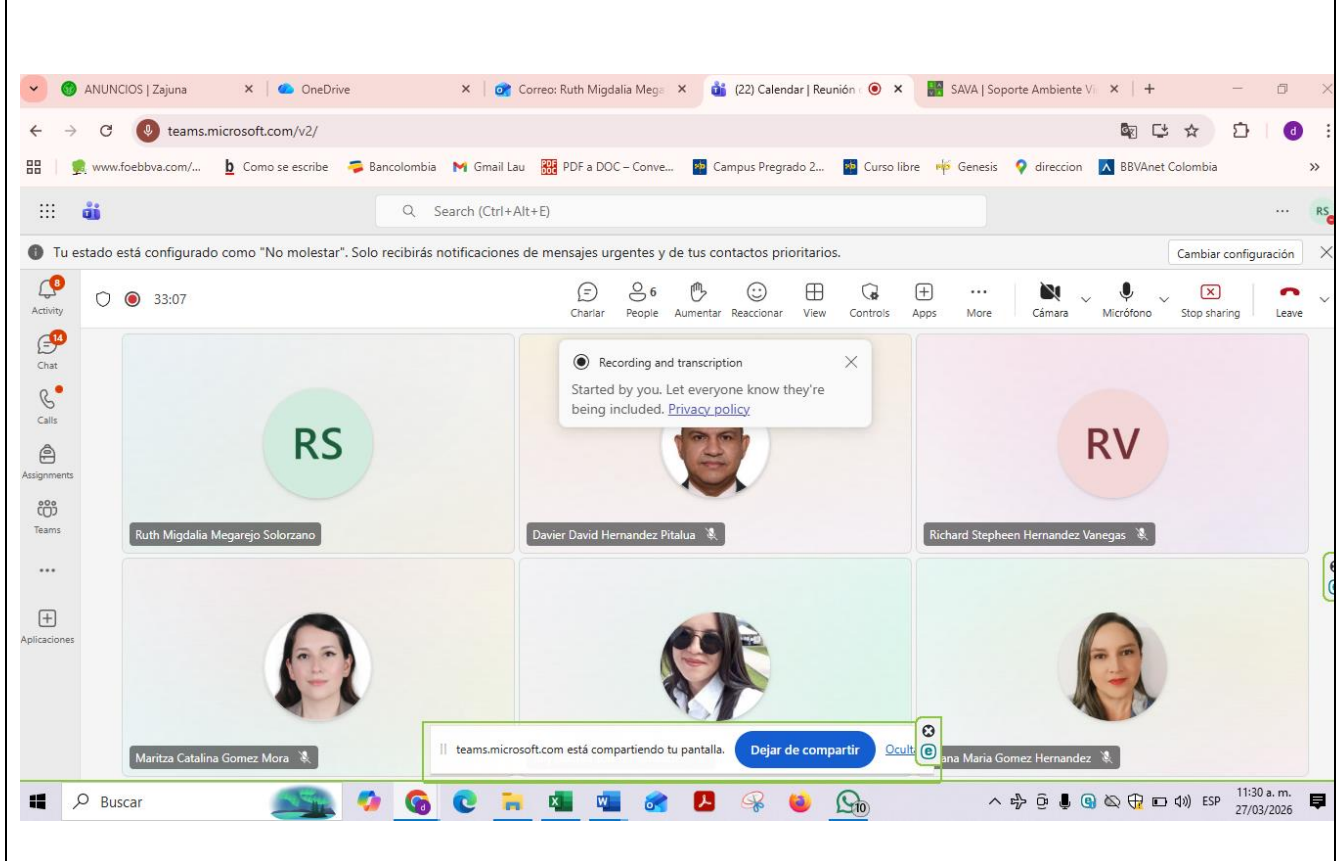 ANUNCIOS | Zajuna
OneDrive
Correo: Ruth Migdalia Mega
(22) Calendar | Reunión
SAVA | Soporte Ambiente Vi
teams.microsoft.com/v2/
d
www.foebbva.com/...
Como se escribe
Bancolombia
Gmail Lau
PDF a DOC – Conve...
Campus Pregrado 2...
Curso libre
Genesis
direccion
BBVAnet Colombia
»
Search (Ctrl+Alt+E)
RS
Tu estado está configurado como "No molestar". Solo recibirás notificaciones de mensajes urgentes y de tus contactos prioritarios.
Cambiar configuración
8
Activity
33:07
Charlar
6
People
Aumentar
Reaccionar
View
Controls
Apps
More
Cámara
Micrófono
Stop sharing
Leave
14
Chat
Calls
Assignments
Teams
Aplicaciones
Recording and transcription
Started by you. Let everyone know they're
being included. Privacy policy
RS
RV
Ruth Migdalia Megarejo Solorzano
Davier David Hernandez Pitalua
Richard Stepheen Hernandez Vanegas
Maritza Catalina Gomez Mora
Maria Gomez Hernandez
teams.microsoft.com está compartiendo tu pantalla.
Dejar de compartir
Buscar
10
ESP
11:30 a. m.
27/03/2026